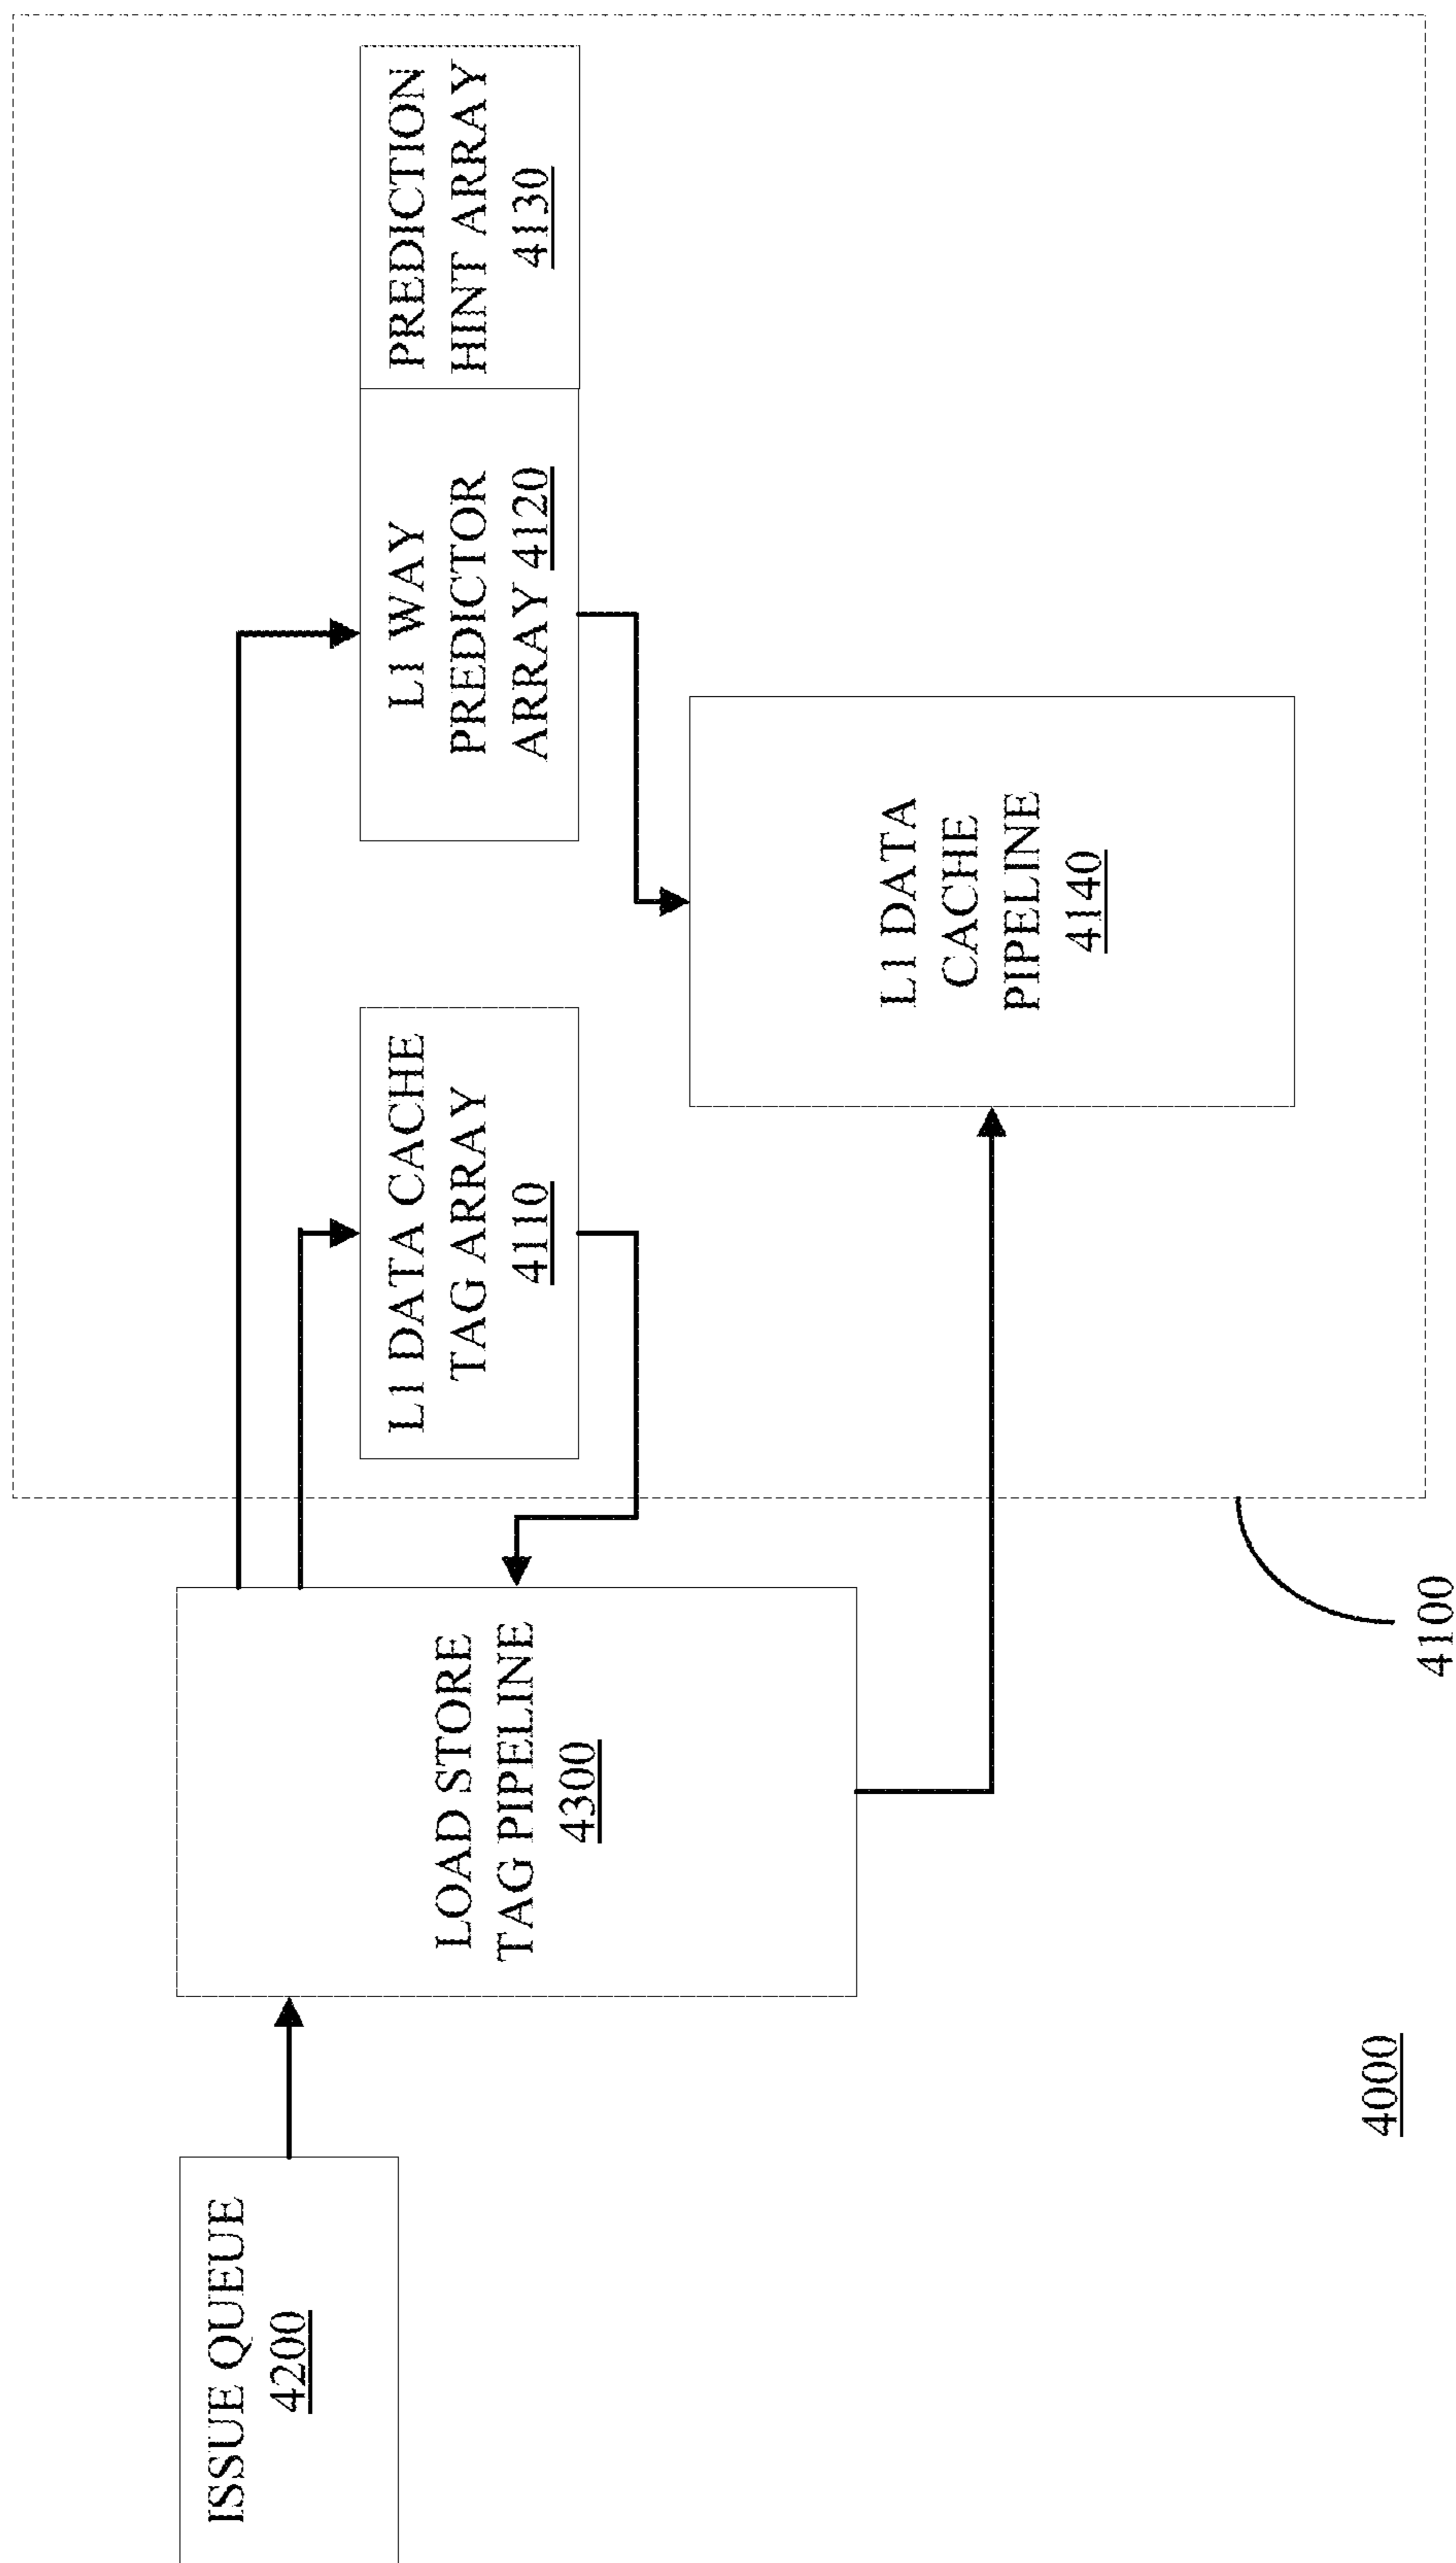 ISSUE QUEUE
4200
LOAD STORE
TAG PIPELINE
4300
L1 DATA CACHE
TAG ARRAY
4110
L1 WAY
PREDICTOR
ARRAY 4120
PREDICTION
HINT ARRAY
4130
L1 DATA
CACHE
PIPELINE
4140
4100
4000